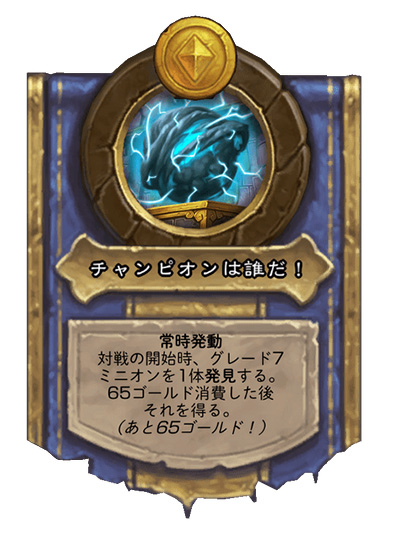 チャンピオンは誰だ！
常時発動
対戦の開始時、グレード7
ミニオンを1体発見する。
65ゴールド消費した後
それを得る。
（あと65ゴールド！）